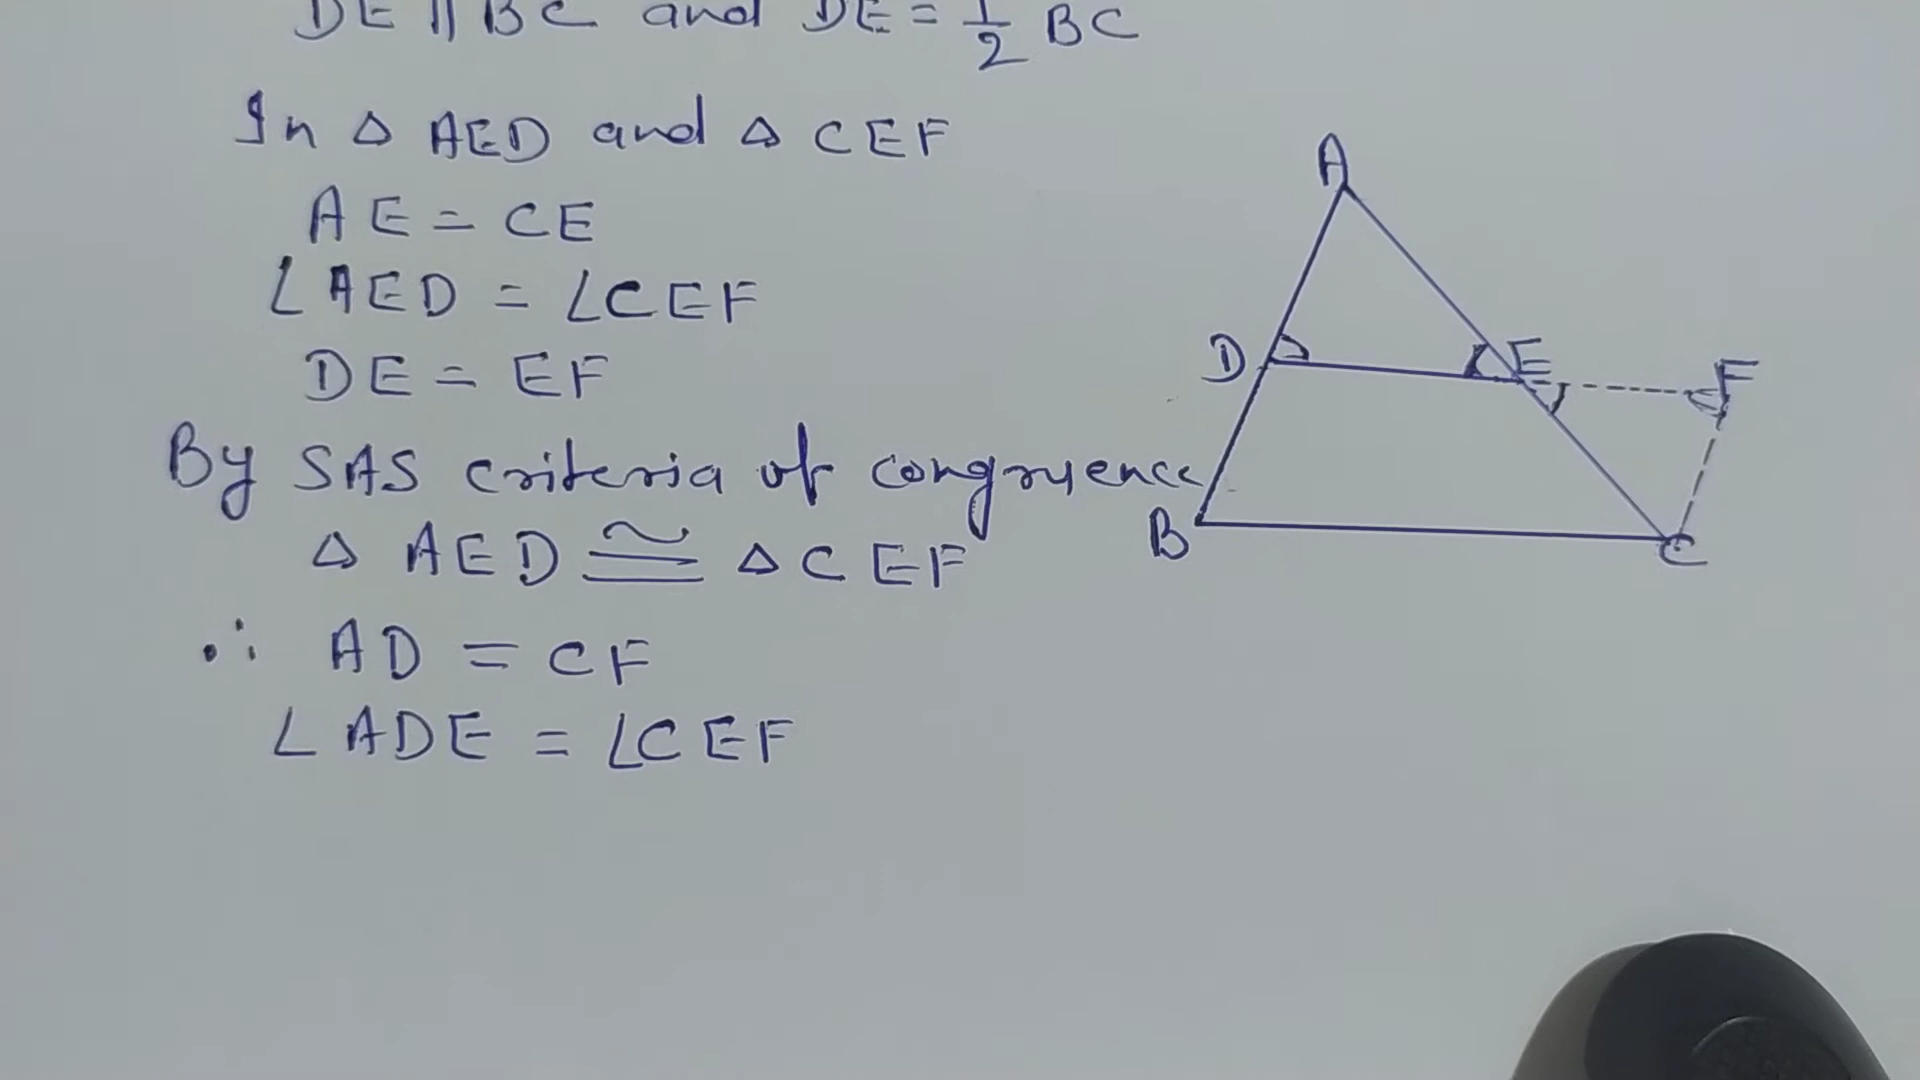 DE || BC and DE = 1/2 BC
In △ AED and △ CEF
AE = CE
∠AED = ∠CEF
DE = EF
By SAS criteria of congruence
△ AED ≅ △ CEF
∴ AD = CF
∠ADE = ∠CEF
A
D
E
F
B
C